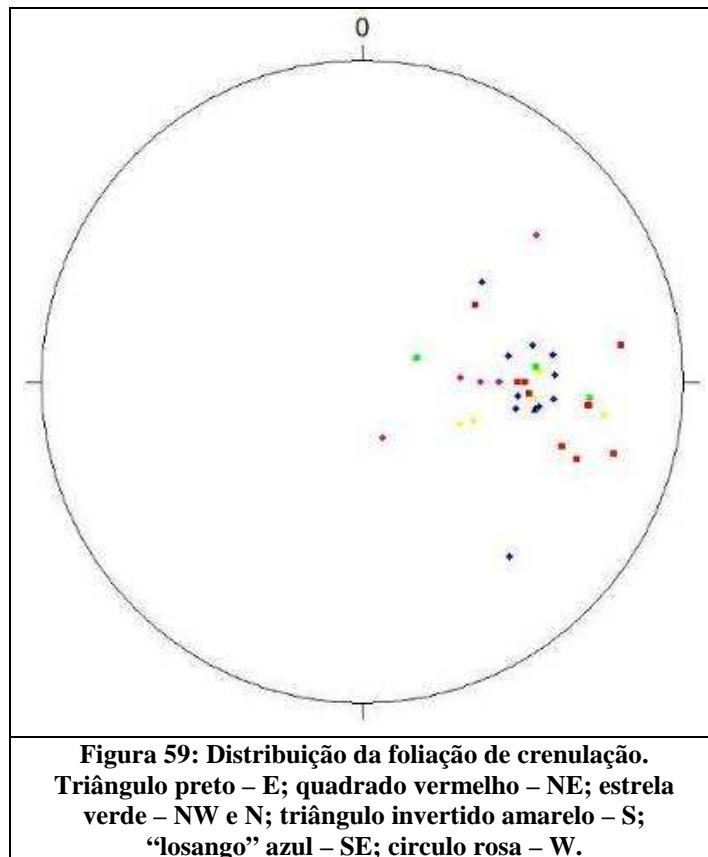 0
Figura 59: Distribuição da foliação de crenulação.
Triângulo preto – E; quadrado vermelho – NE; estrela
verde – NW e N; triângulo invertido amarelo – S;
“losango” azul – SE; circulo rosa – W.